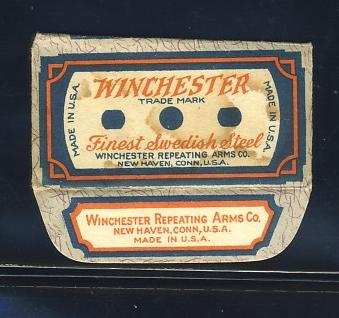 WINCHESTER
TRADE MARK
MADE IN U.S.A.
MADE IN U.S.A.
Finest Swedish Steel
WINCHESTER REPEATING ARMS CO.
NEW HAVEN, CONN., U.S.A.
WINCHESTER REPEATING ARMS CO.
NEW HAVEN, CONN., U.S.A.
MADE IN U.S.A.